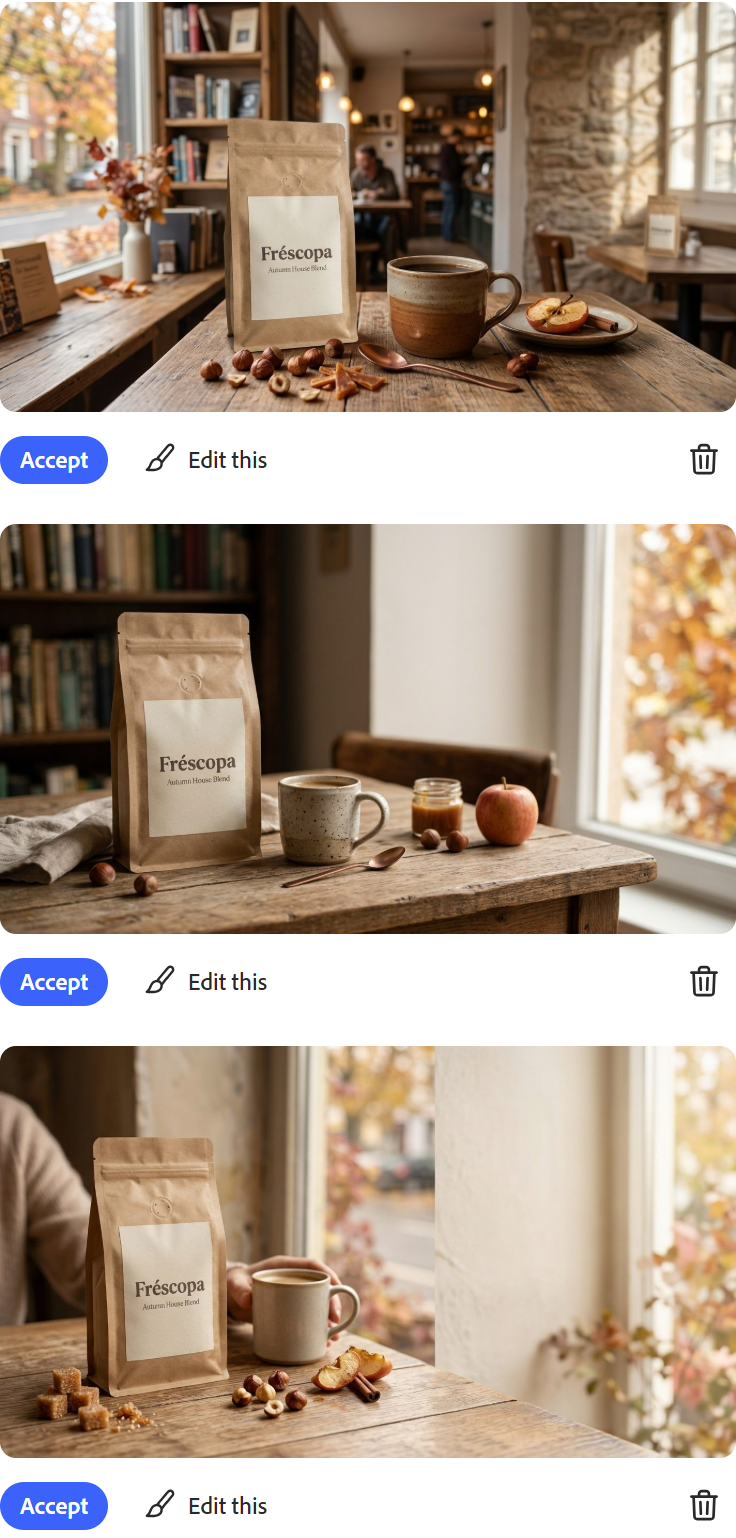 Fréscopa
Autumn House Blend
Accept
Edit this
Fréscopa
Autumn House Blend
Accept
Edit this
Fréscopa
Autumn House Blend
Accept
Edit this